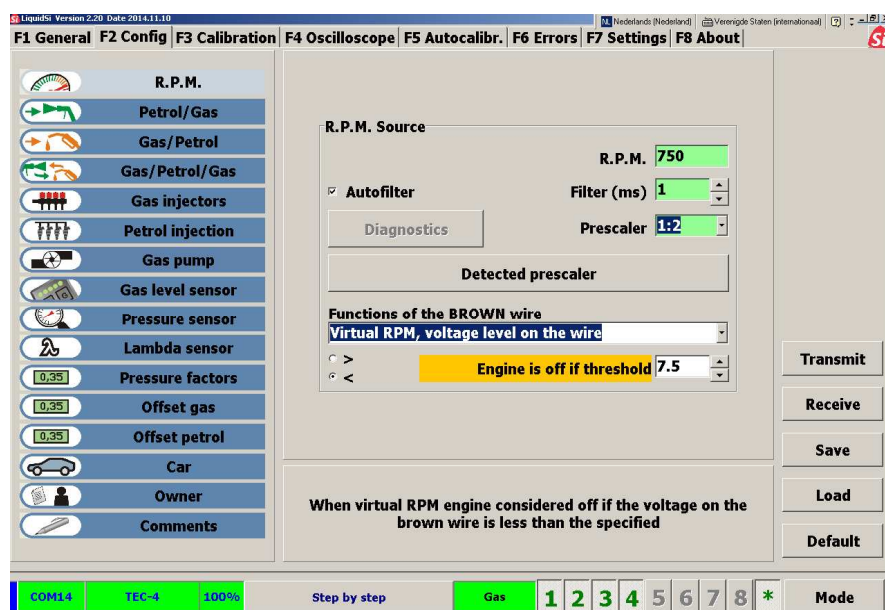 Si LiquidSi Version 2.20 Date 2014.11.10
NL Nederlands (Nederland) Verenigde Staten (internationaal)
F1 General F2 Config F3 Calibration F4 Oscilloscope F5 Autocalibr. F6 Errors F7 Settings F8 About
R.P.M.
Petrol/Gas
Gas/Petrol
Gas/Petrol/Gas
Gas injectors
Petrol injection
Gas pump
Gas level sensor
Pressure sensor
Lambda sensor
0,35 Pressure factors
0,35 Offset gas
0,35 Offset petrol
Car
Owner
Comments
R.P.M. Source
R.P.M. 750
Autofilter
Filter (ms) 1
Diagnostics
Prescaler 1:2
Detected prescaler
Functions of the BROWN wire
Virtual RPM, voltage level on the wire
>
<
Engine is off if threshold 7.5
When virtual RPM engine considered off if the voltage on the
brown wire is less than the specified
Transmit
Receive
Save
Load
Default
COM14 TEC-4 100% Step by step Gas 1 2 3 4 5 6 7 8 * Mode